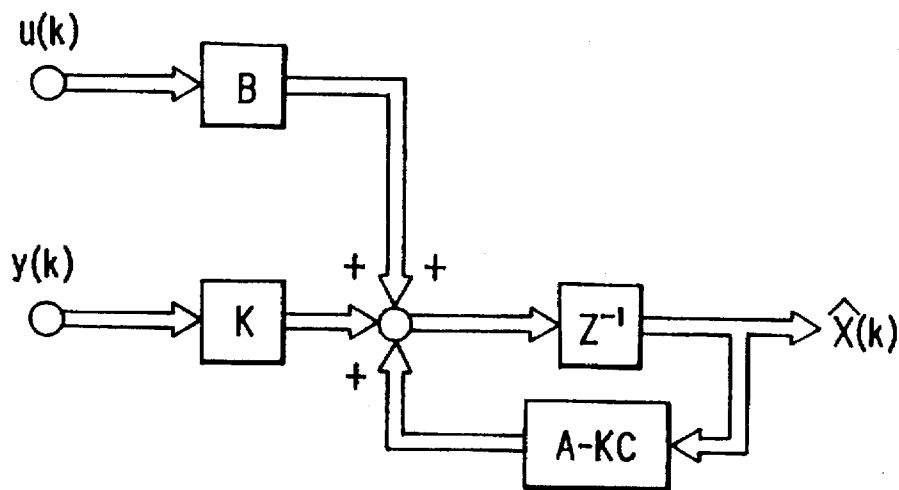 u(k)
B
y(k)
+ +
K
Z⁻¹
X̂(k)
+
A-KC